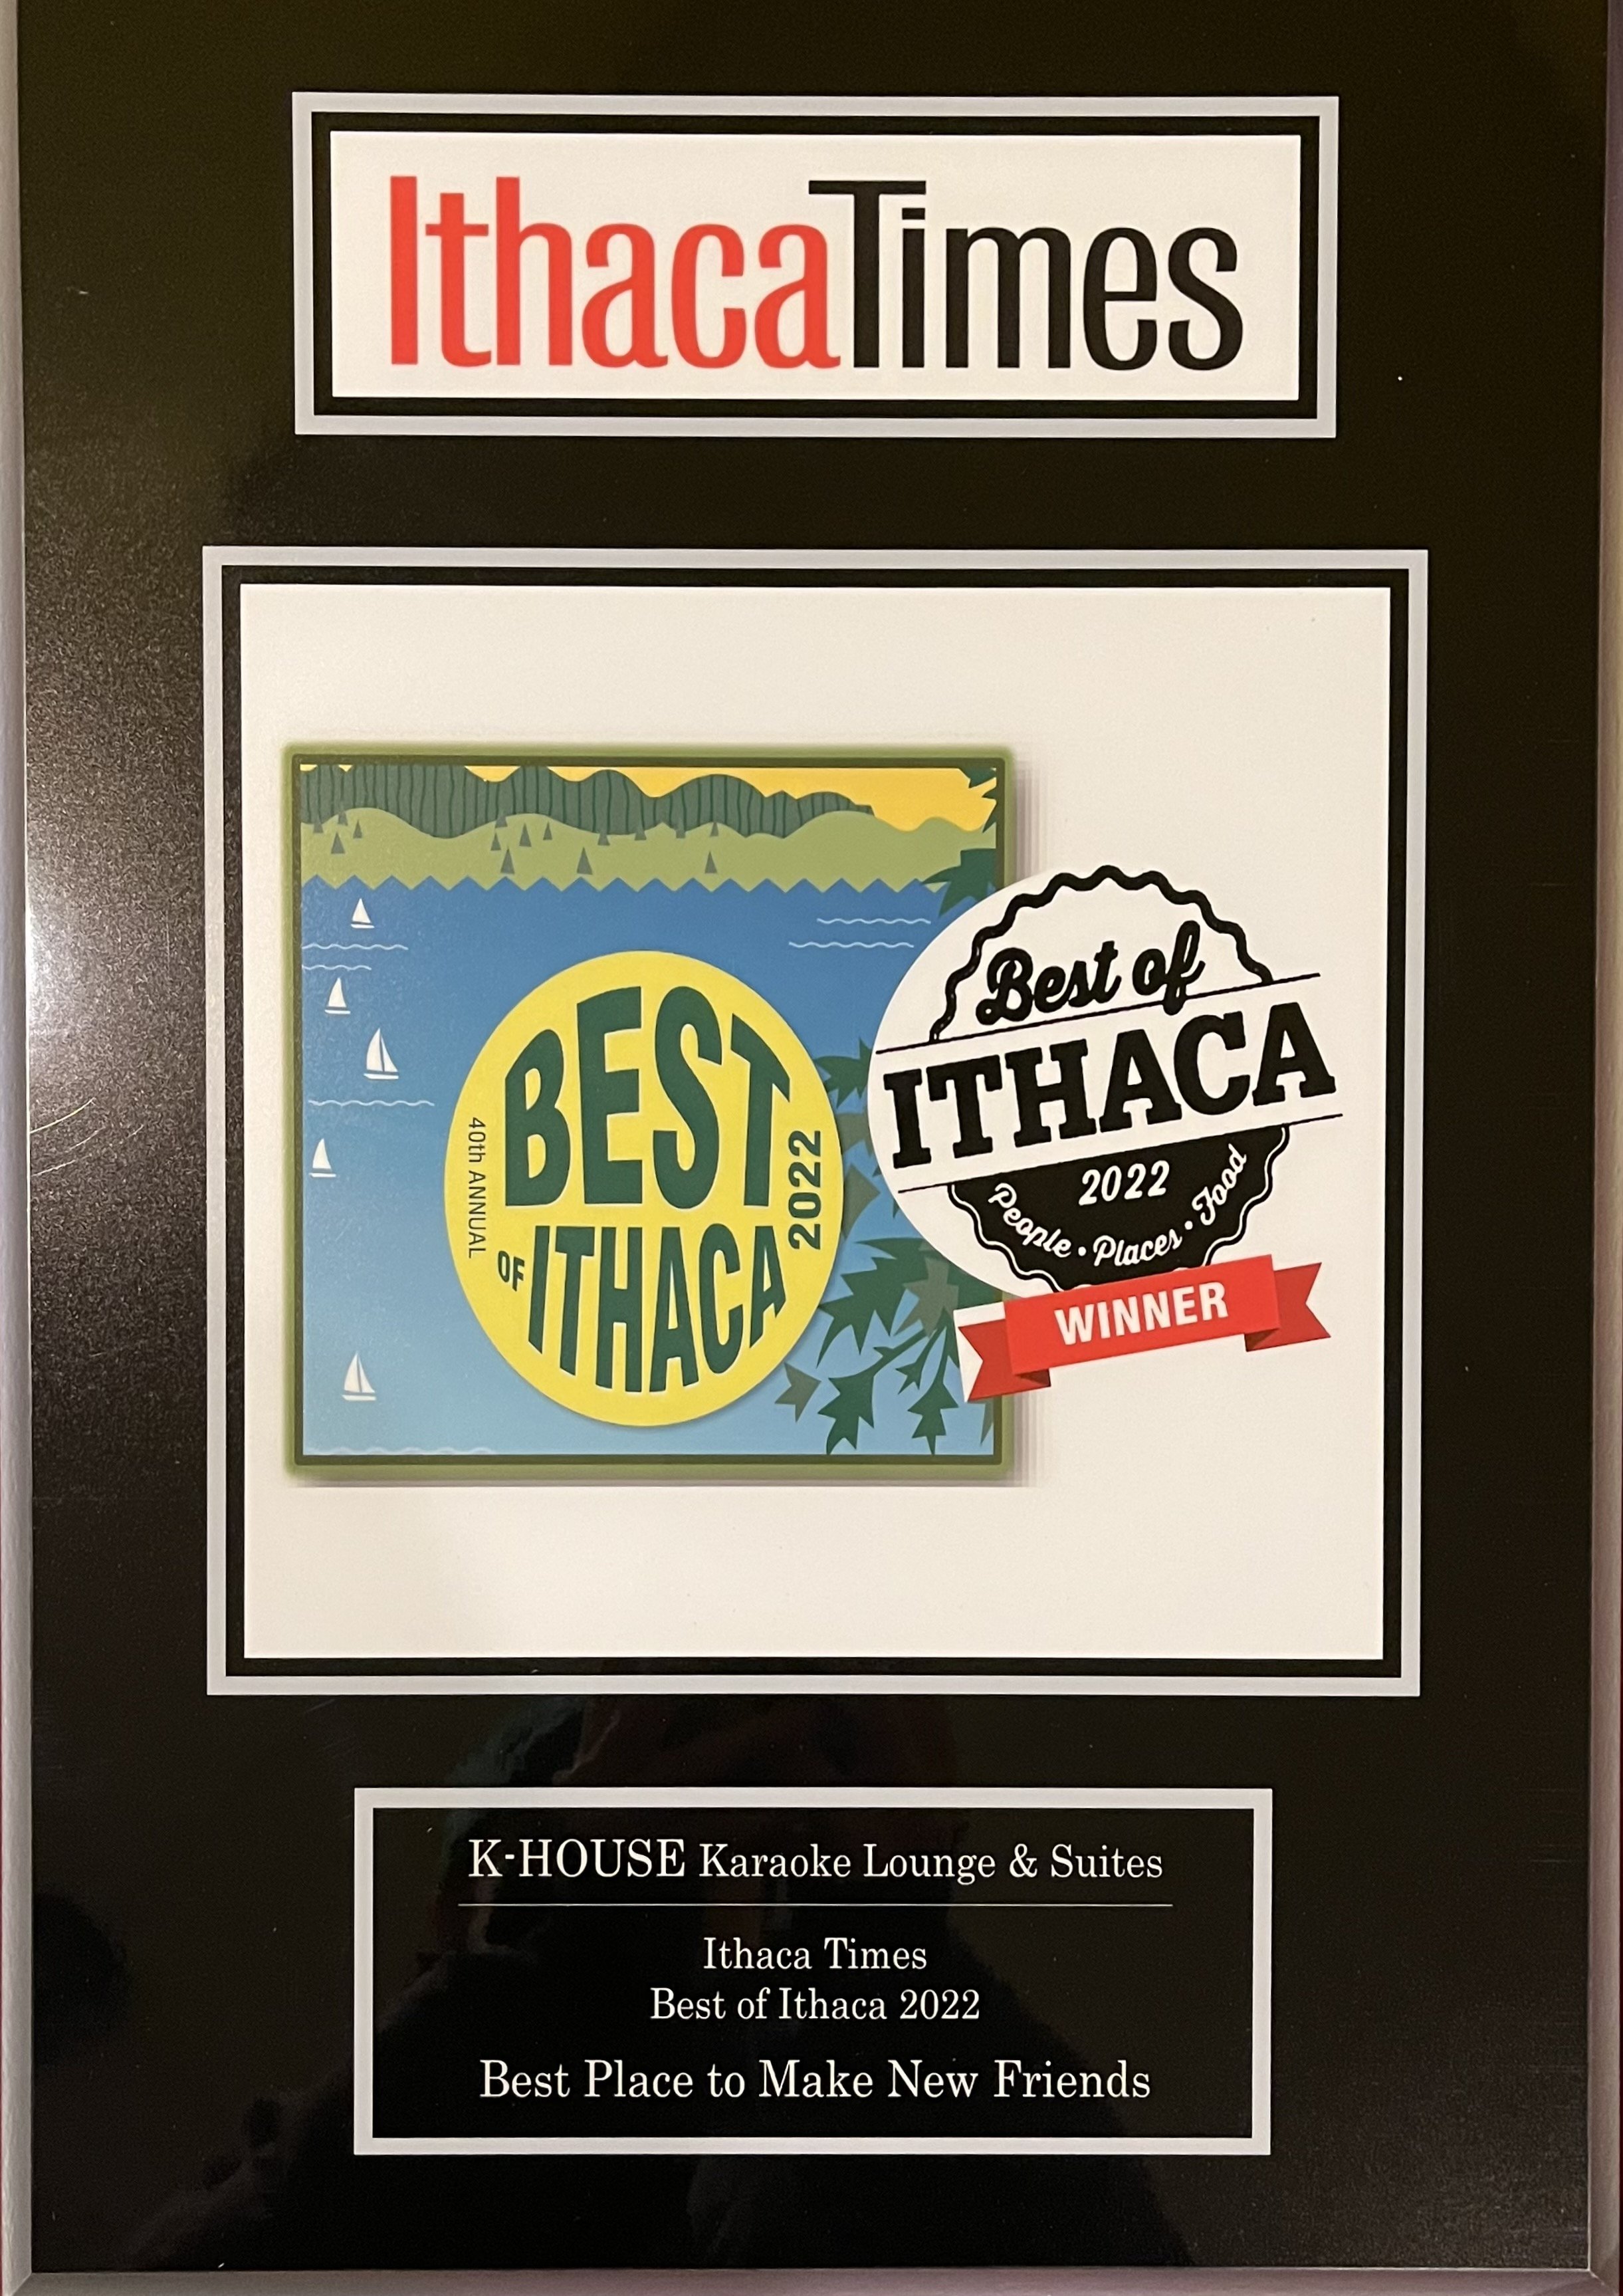 IthacaTimes
BEST
OF ITHACA
40th ANNUAL
2022
Best of
ITHACA
2022
People • Places • Food
WINNER
K-HOUSE Karaoke Lounge & Suites
Ithaca Times
Best of Ithaca 2022
Best Place to Make New Friends